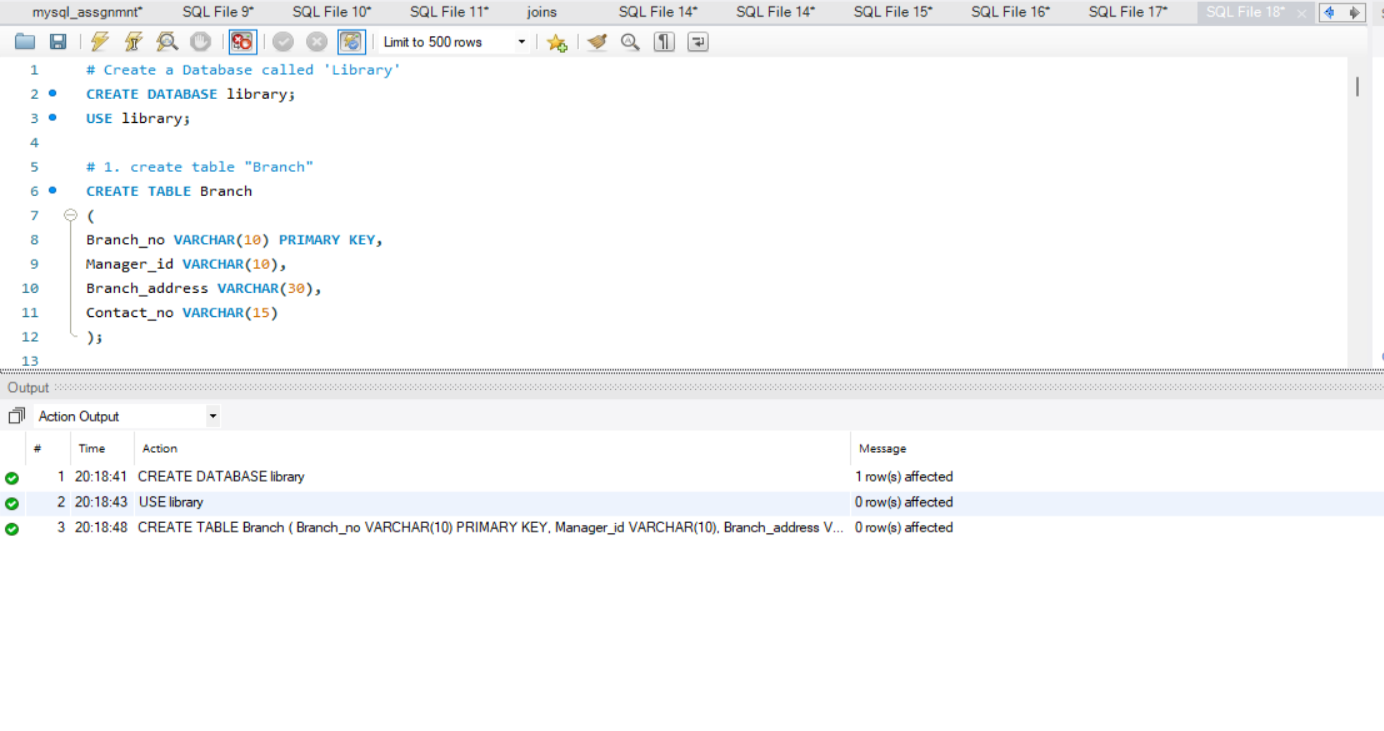 mysql_assgnmnt* SQL File 9* SQL File 10* SQL File 11* joins SQL File 14* SQL File 14* SQL File 15* SQL File 16* SQL File 17* SQL File 18*
Limit to 500 rows
1 # Create a Database called 'Library'
2 CREATE DATABASE library;
3 USE library;
4
5 # 1. create table "Branch"
6 CREATE TABLE Branch
7 (
8 Branch_no VARCHAR(10) PRIMARY KEY,
9 Manager_id VARCHAR(10),
10 Branch_address VARCHAR(30),
11 Contact_no VARCHAR(15)
12 );
13
Output
Action Output
# Time Action Message
1 20:18:41 CREATE DATABASE library 1 row(s) affected
2 20:18:43 USE library 0 row(s) affected
3 20:18:48 CREATE TABLE Branch ( Branch_no VARCHAR(10) PRIMARY KEY, Manager_id VARCHAR(10), Branch_address V... 0 row(s) affected